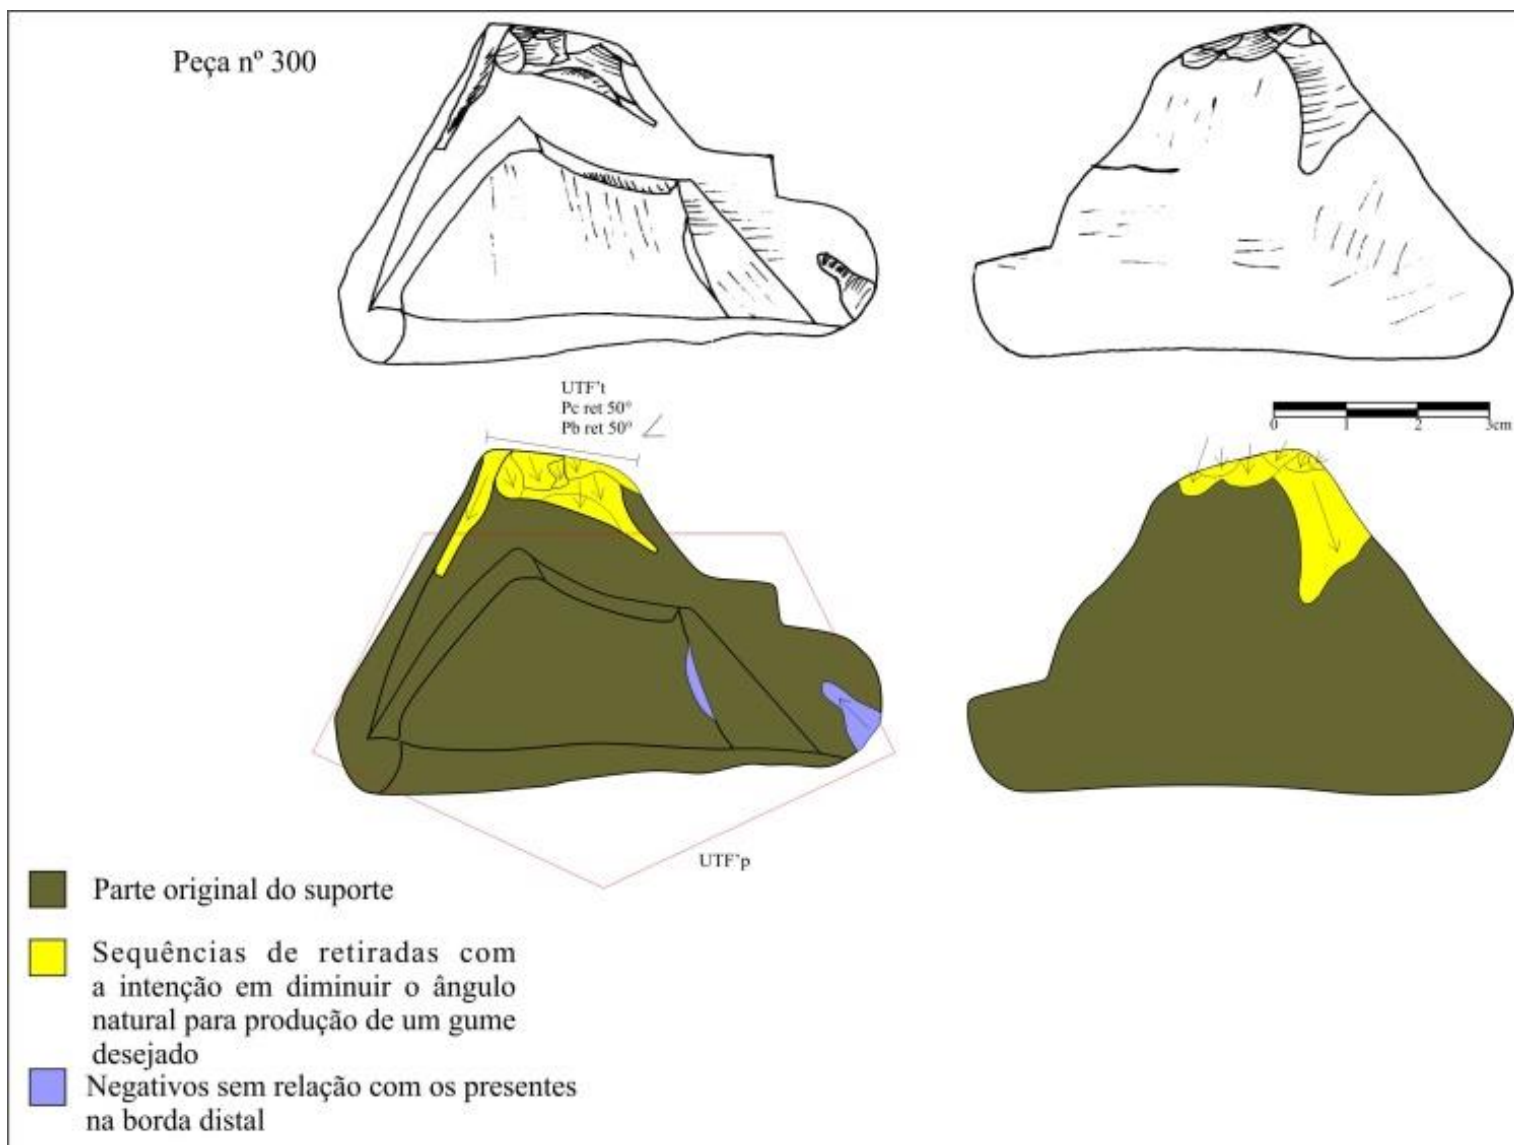 Peça nº 300
UTF't
Pc ret 50°
Pb ret 50°
0 1 2 3cm
UTF'p
Parte original do suporte
Sequências de retiradas com
a intenção em diminuir o ângulo
natural para produção de um gume
desejado
Negativos sem relação com os presentes
na borda distal